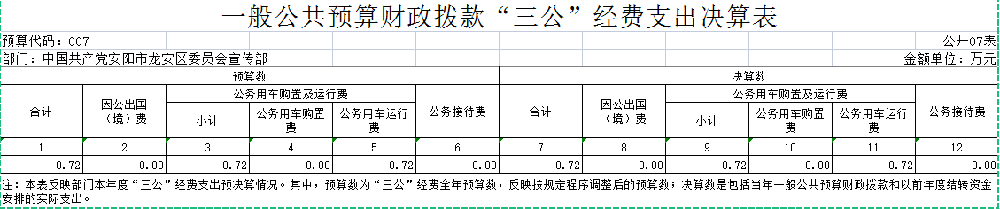 一般公共预算财政拨款“三公”经费支出决算表
预算代码：007 公开07表
部门：中国共产党安阳市龙安区委员会宣传部 金额单位：万元
预算数 决算数
合计 因公出国（境）费 公务用车购置及运行费 公务接待费 合计 因公出国（境）费 公务用车购置及运行费 公务接待费
小计 公务用车购置费 公务用车运行费 小计 公务用车购置费 公务用车运行费
1 2 3 4 5 6 7 8 9 10 11 12
0.72 0.00 0.72 0.00 0.72 0.00 0.72 0.00 0.72 0.00 0.72 0.00
注：本表反映部门本年度“三公”经费支出预决算情况。其中，预算数为“三公”经费全年预算数，反映按规定程序调整后的预算数；决算数是包括当年一般公共预算财政拨款和以前年度结转资金
安排的实际支出。